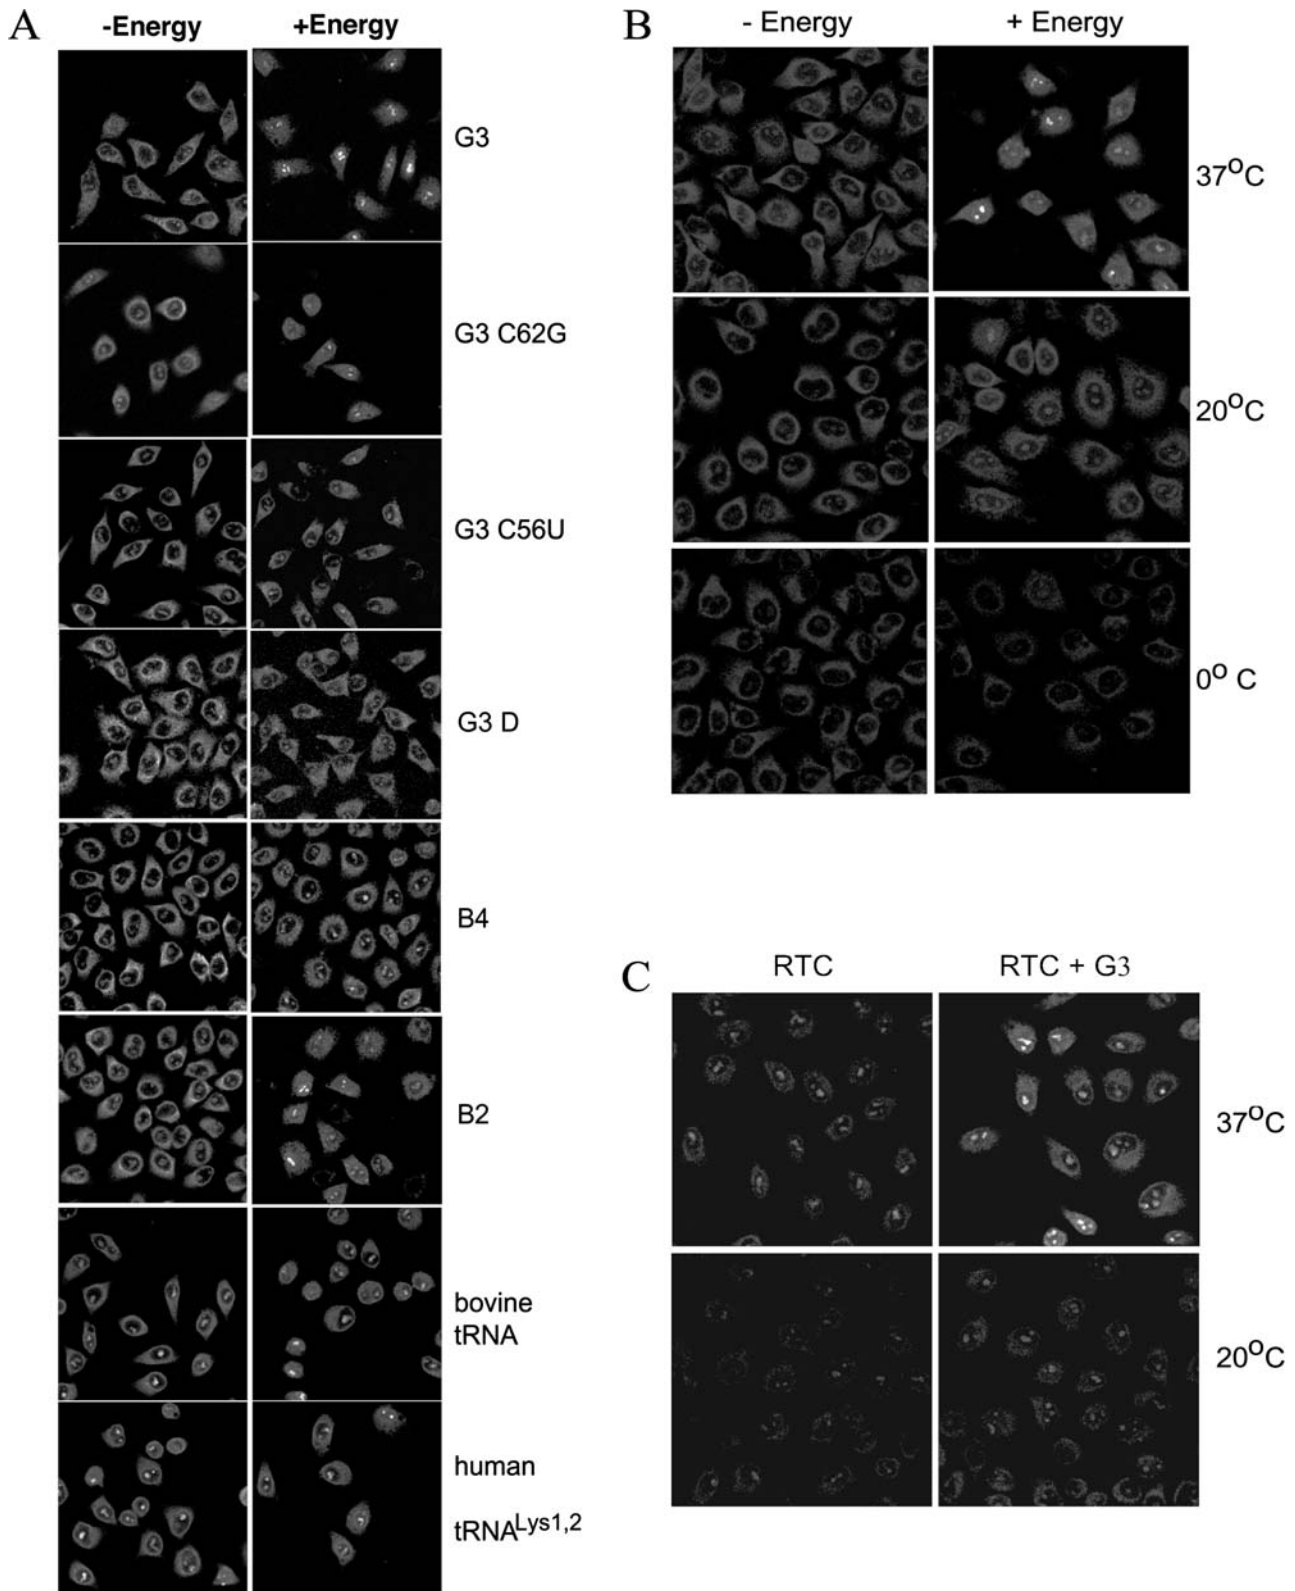 A
-Energy +Energy
G3
G3 C62G
G3 C56U
G3 D
B4
B2
bovine
tRNA
human
tRNALys1,2
B
- Energy + Energy
37oC
20oC
0o C
C
RTC RTC + G3
37oC
20oC